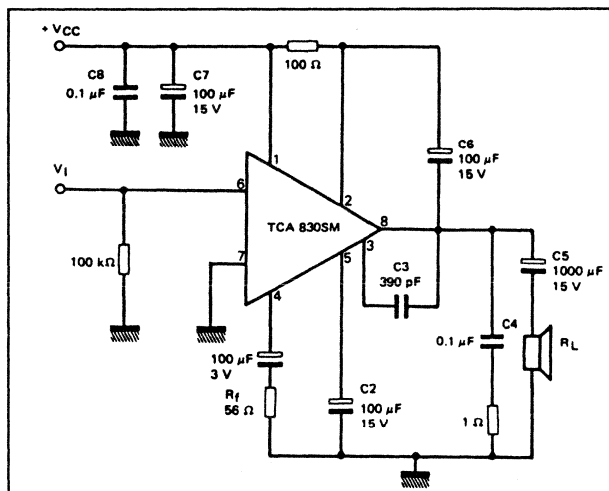 + VCC
C8
0.1 µF
C7
100 µF
15 V
100 Ω
C6
100 µF
15 V
VI
1
6
2
TCA 830SM
8
7
3
5
4
100 kΩ
C3
390 pF
C5
1000 µF
15 V
C4
0.1 µF
RL
100 µF
3 V
Rf
56 Ω
C2
100 µF
15 V
1 Ω